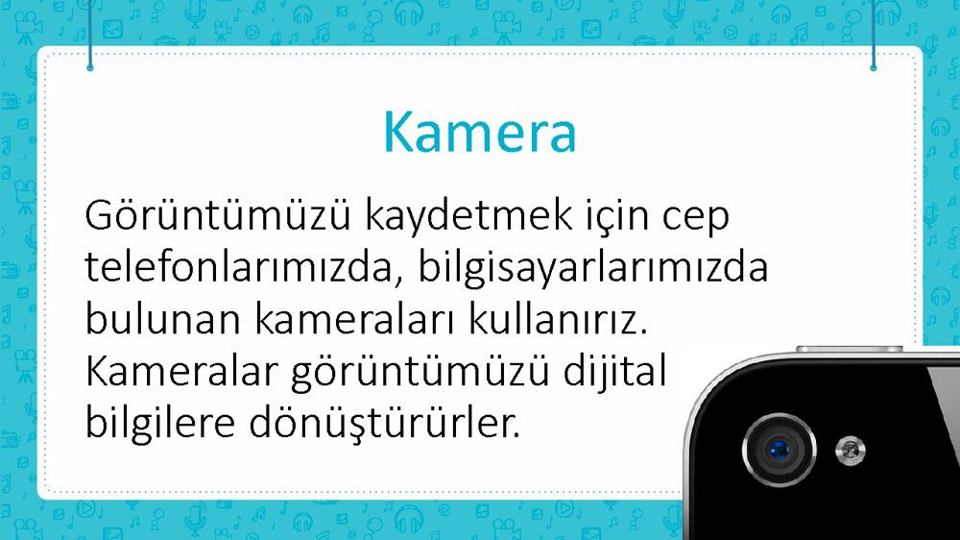 Kamera
Görüntümüzü kaydetmek için cep
telefonlarımızda, bilgisayarlarımızda
bulunan kameraları kullanırız.
Kameralar görüntümüzü dijital
bilgilere dönüştürürler.